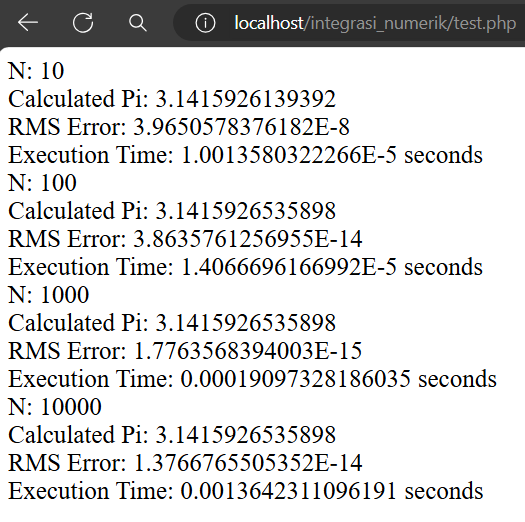 localhost/integrasi_numerik/test.php
N: 10
Calculated Pi: 3.1415926139392
RMS Error: 3.9650578376182E-8
Execution Time: 1.0013580322266E-5 seconds
N: 100
Calculated Pi: 3.1415926535898
RMS Error: 3.8635761256955E-14
Execution Time: 1.4066696166992E-5 seconds
N: 1000
Calculated Pi: 3.1415926535898
RMS Error: 1.7763568394003E-15
Execution Time: 0.00019097328186035 seconds
N: 10000
Calculated Pi: 3.1415926535898
RMS Error: 1.3766765505352E-14
Execution Time: 0.0013642311096191 seconds